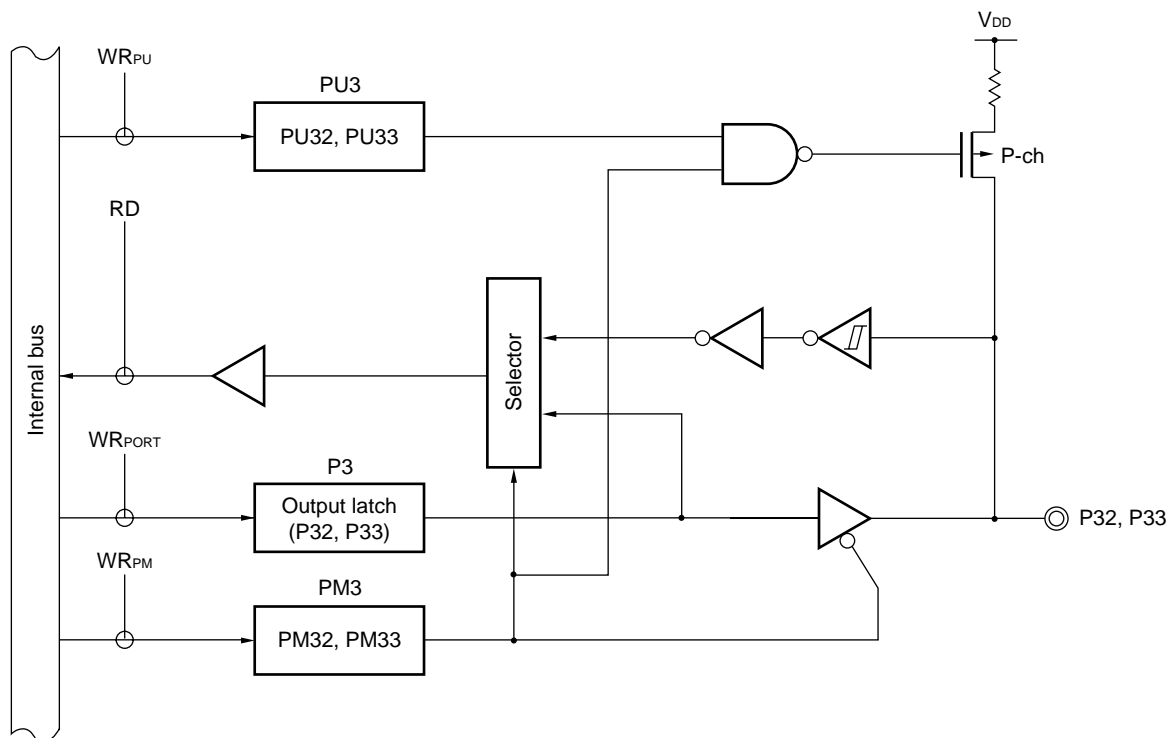 VDD
WRPU
PU3
PU32, PU33
P-ch
RD
Internal bus
Selector
WRPORT
P3
Output latch
(P32, P33)
P32, P33
WRPM
PM3
PM32, PM33